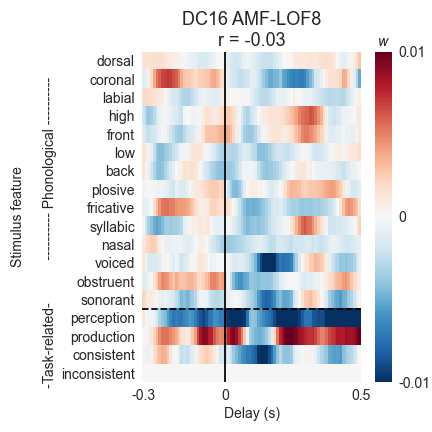 DC16 AMF-LOF8
r = -0.03
w
dorsal
coronal
labial
high
front
low
back
plosive
fricative
syllabic
nasal
voiced
obstruent
sonorant
perception
production
consistent
inconsistent
Stimulus feature
-Task-related- -------- Phonological ----------
0.01
0
-0.01
-0.3 0 0.5
Delay (s)